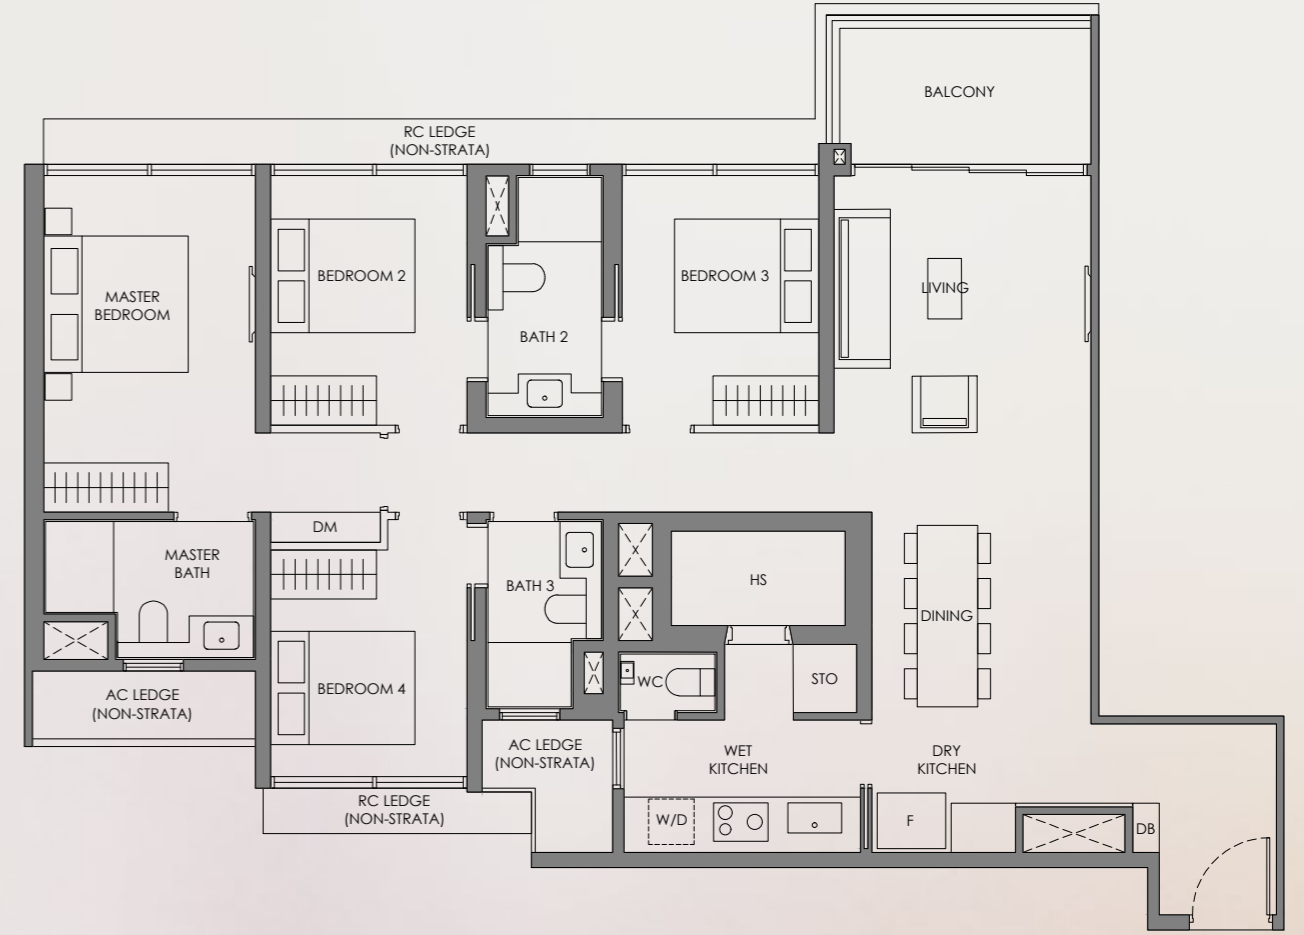 BALCONY
RC LEDGE
(NON-STRATA)
MASTER
BEDROOM
BEDROOM 2
BATH 2
BEDROOM 3
LIVING
DM
MASTER
BATH
BATH 3
HS
DINING
BEDROOM 4
WC
STO
AC LEDGE
(NON-STRATA)
AC LEDGE
(NON-STRATA)
WET
KITCHEN
DRY
KITCHEN
RC LEDGE
(NON-STRATA)
W/D
F
DB